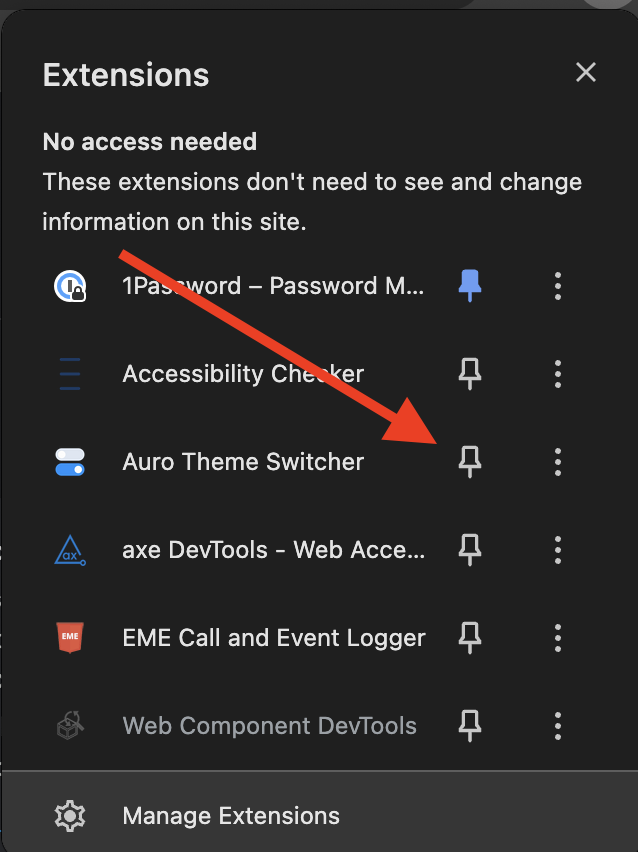 Extensions
No access needed
These extensions don't need to see and change
information on this site.
1Password – Password M...
Accessibility Checker
Auro Theme Switcher
ax
axe DevTools - Web Acce...
EME
EME Call and Event Logger
Web Component DevTools
Manage Extensions